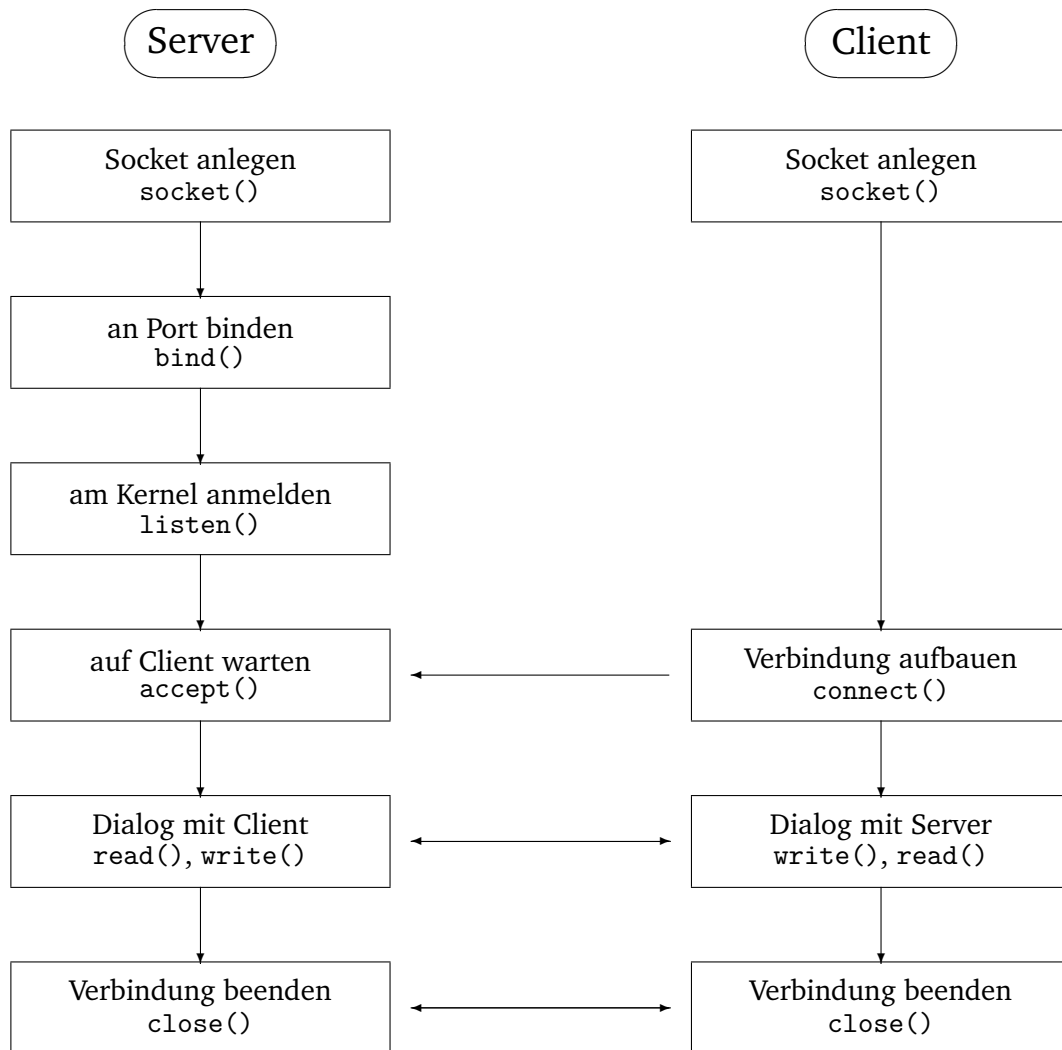 Server
Client
Socket anlegen
socket()
Socket anlegen
socket()
an Port binden
bind()
am Kernel anmelden
listen()
auf Client warten
accept()
Verbindung aufbauen
connect()
Dialog mit Client
read(), write()
Dialog mit Server
write(), read()
Verbindung beenden
close()
Verbindung beenden
close()